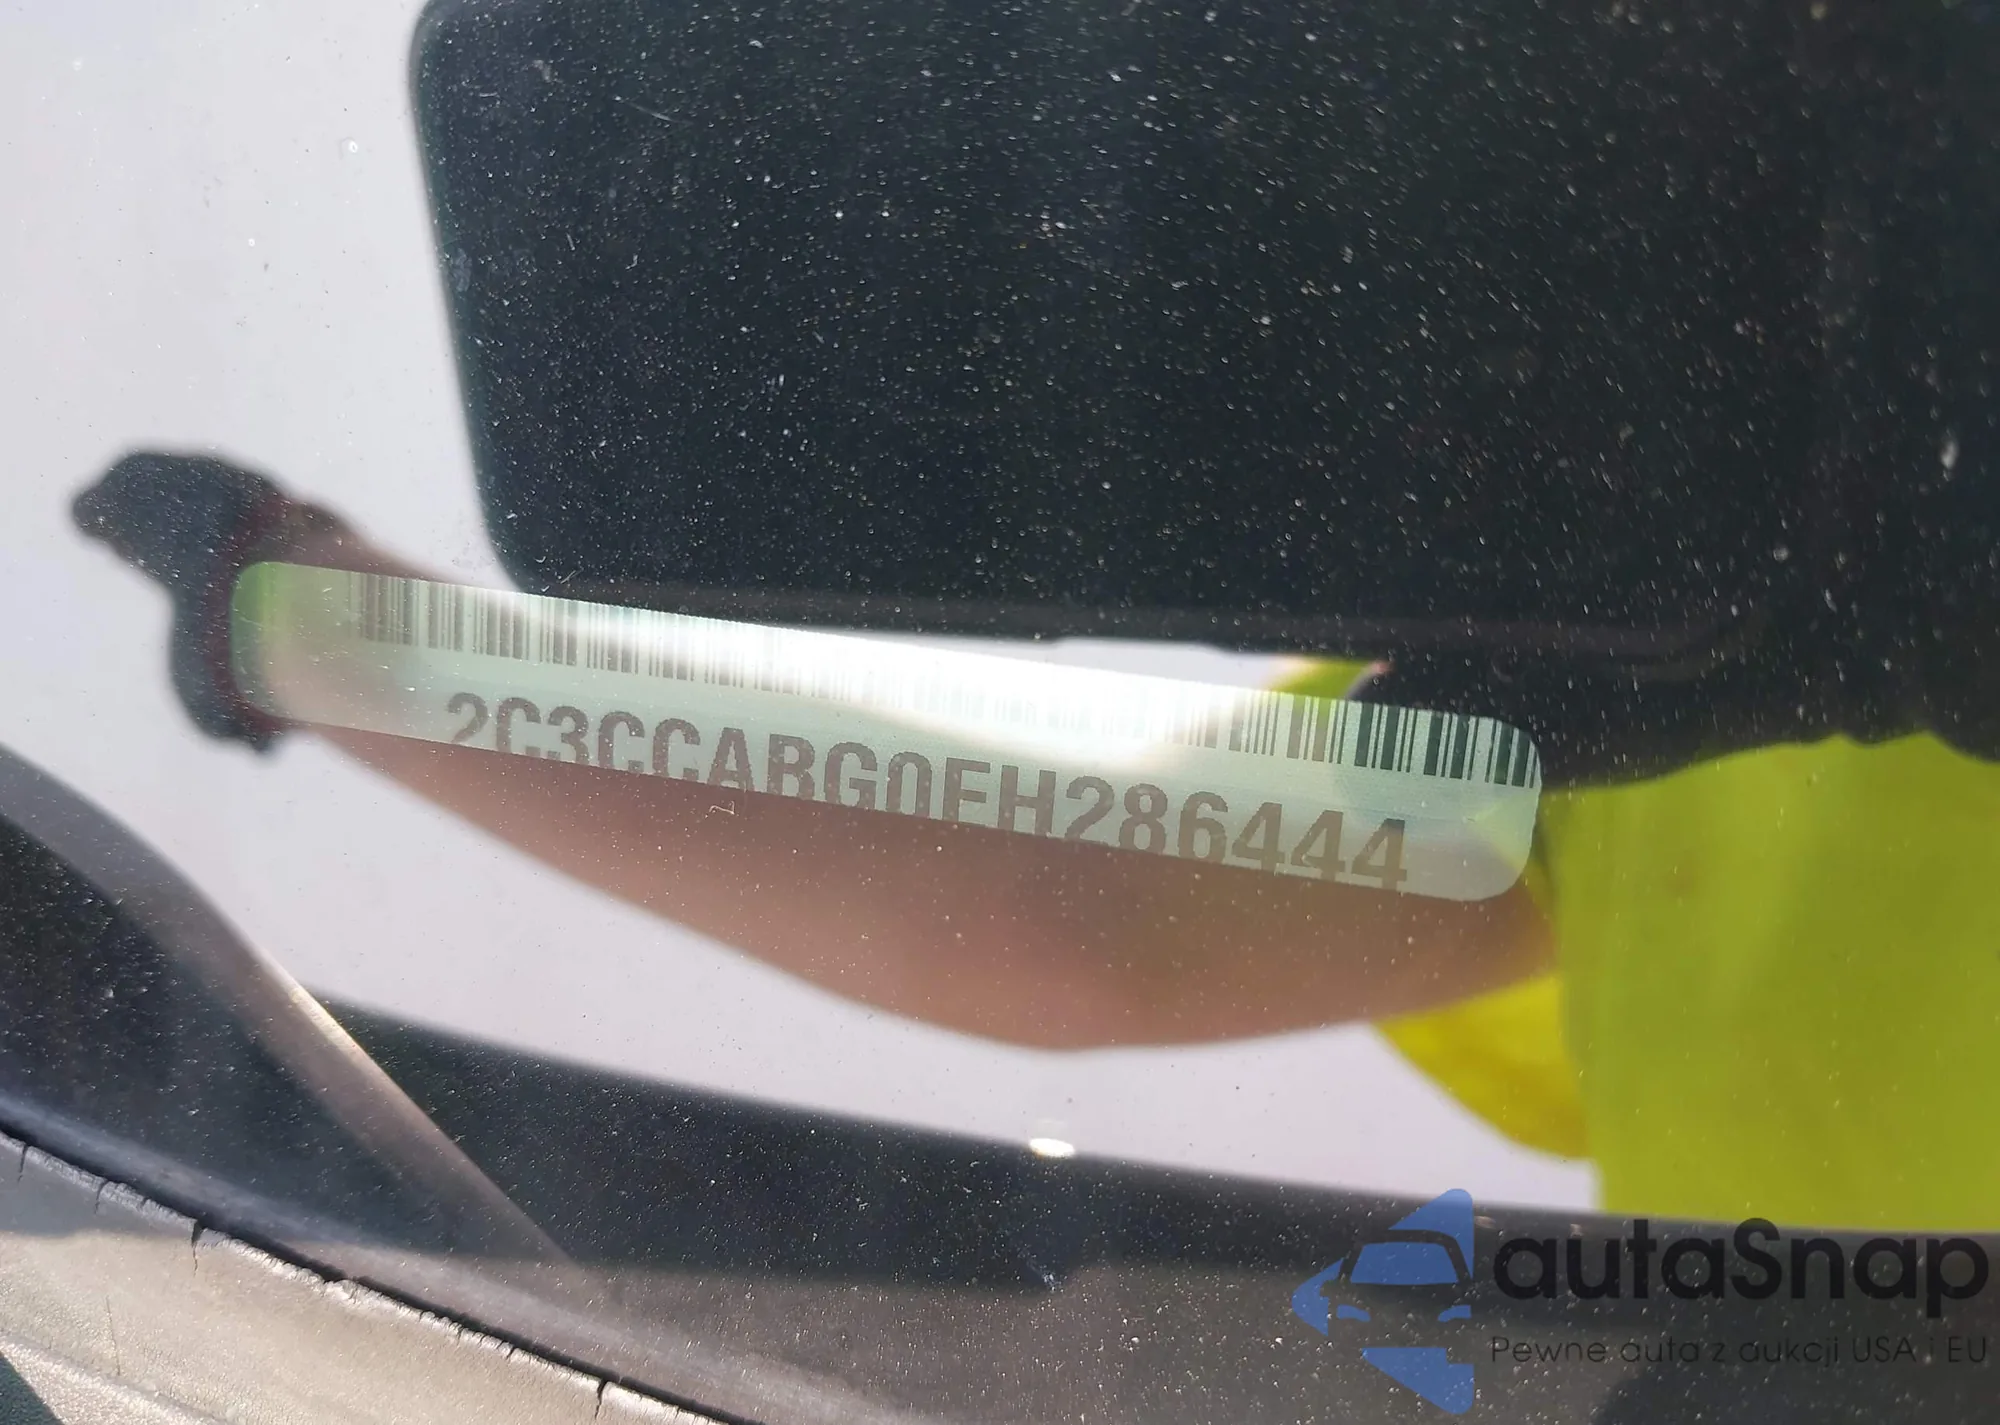 2C3CCABG0EH286444
autaSnap
Pewne auta z aukcji USA i EU